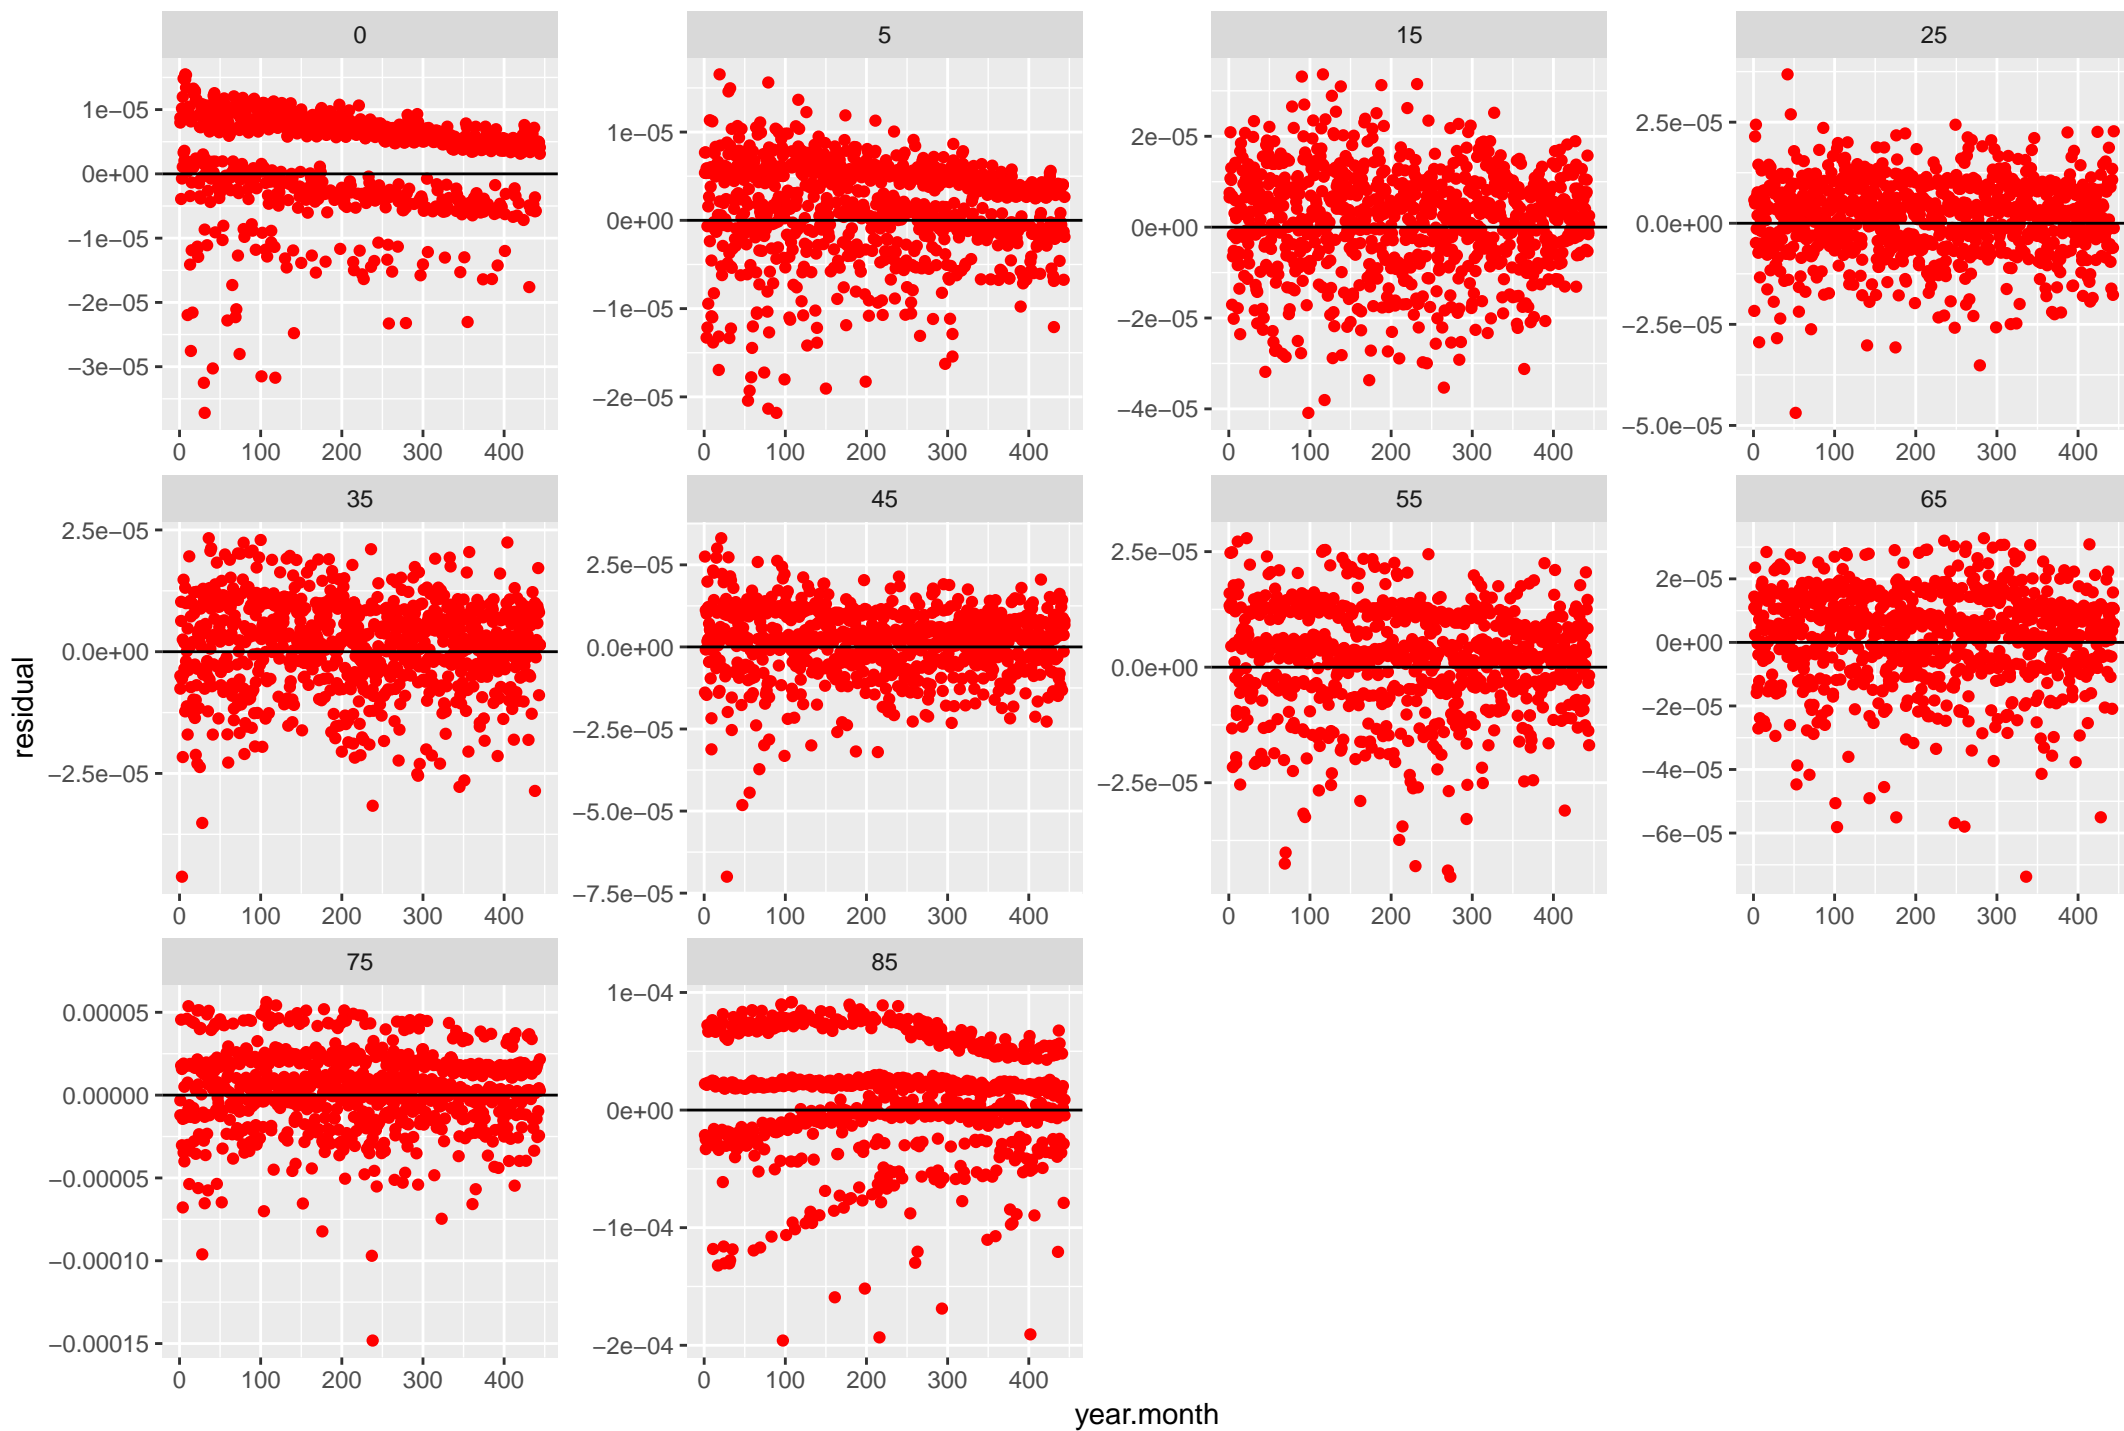 0 5 15 25
1e−05
0e+00
−1e−05
−2e−05
−3e−05
0 100 200 300 400
1e−05
0e+00
−1e−05
−2e−05
0 100 200 300 400
2e−05
0e+00
−2e−05
−4e−05
0 100 200 300 400
2.5e−05
0.0e+00
−2.5e−05
−5.0e−05
0 100 200 300 400
35 45 55 65
2.5e−05
0.0e+00
−2.5e−05
0 100 200 300 400
2.5e−05
0.0e+00
−2.5e−05
−5.0e−05
−7.5e−05
0 100 200 300 400
2.5e−05
0.0e+00
−2.5e−05
0 100 200 300 400
2e−05
0e+00
−2e−05
−4e−05
−6e−05
0 100 200 300 400
residual
75 85
0.00005
0.00000
−0.00005
−0.00010
−0.00015
0 100 200 300 400
1e−04
0e+00
−1e−04
−2e−04
0 100 200 300 400
year.month